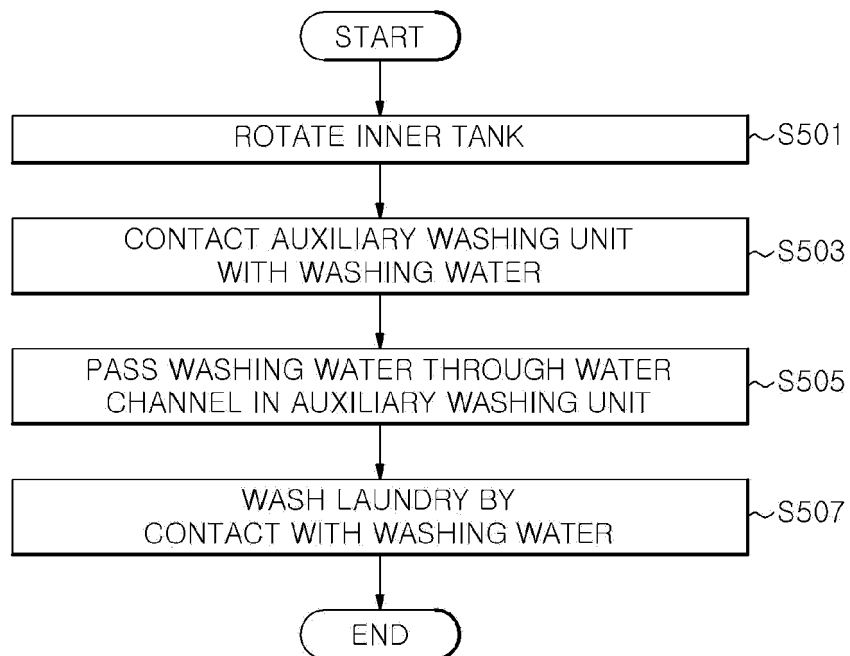 START
ROTATE INNER TANK
S501
CONTACT AUXILIARY WASHING UNIT
WITH WASHING WATER
S503
PASS WASHING WATER THROUGH WATER
CHANNEL IN AUXILIARY WASHING UNIT
S505
WASH LAUNDRY BY
CONTACT WITH WASHING WATER
S507
END